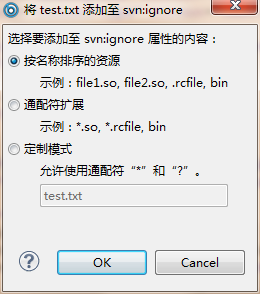 将 test.txt 添加至 svn:ignore
选择要添加至 svn:ignore 属性的内容：
按名称排序的资源
示例：file1.so, file2.so, .rcfile, bin
通配符扩展
示例：*.so, *.rcfile, bin
定制模式
允许使用通配符“*”和“?”。
test.txt
?
OK
Cancel